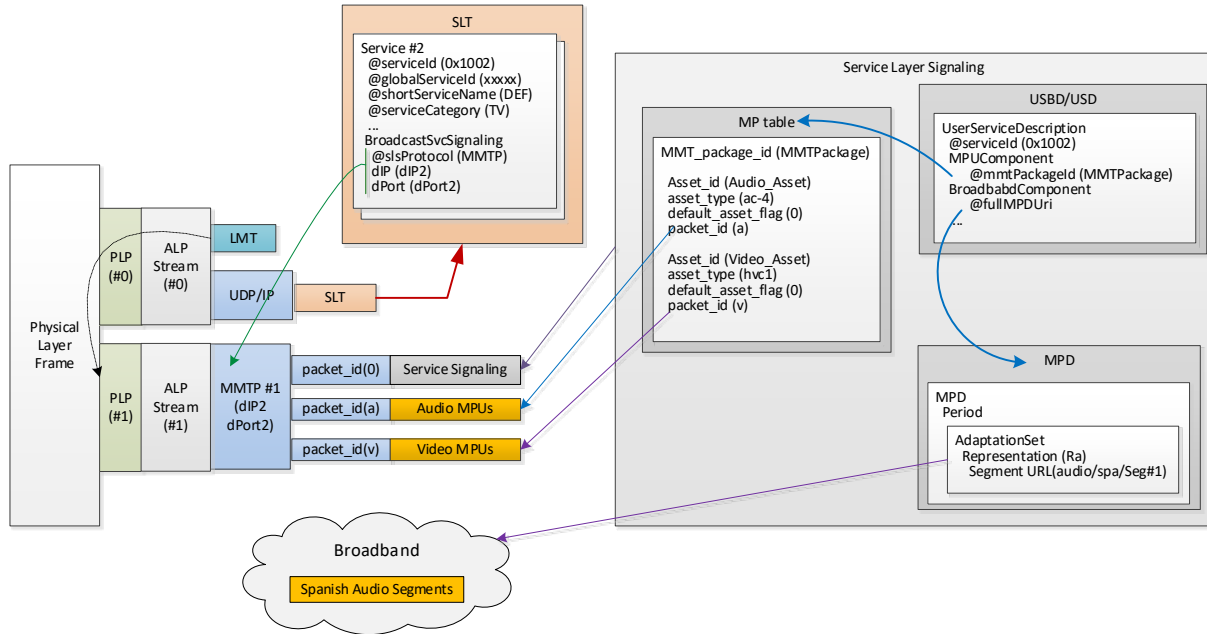 SLT
Service #2
@serviceId (0x1002)
@globalServiceId (xxxxx)
@shortServiceName (DEF)
@serviceCategory (TV)
...
BroadcastSvcSignaling
@slsProtocol (MMTP)
dIP (dIP2)
dPort (dPort2)
Physical
Layer
Frame
PLP
(#0)
ALP
Stream
(#0)
LMT
UDP/IP
SLT
PLP
(#1)
ALP
Stream
(#1)
MMTP #1
(dIP2
dPort2)
packet_id(0)
Service Signaling
packet_id(a)
Audio MPUs
packet_id(v)
Video MPUs
Broadband
Spanish Audio Segments
Service Layer Signaling
MP table
MMT_package_id (MMTPackage)
Asset_id (Audio_Asset)
asset_type (ac-4)
default_asset_flag (0)
packet_id (a)
Asset_id (Video_Asset)
asset_type (hvc1)
default_asset_flag (0)
packet_id (v)
USBD/USD
UserServiceDescription
@serviceId (0x1002)
MPUComponent
@mmtPackageId (MMTPackage)
BroadbabdComponent
@fullMPDUri
...
MPD
MPD
Period
AdaptationSet
Representation (Ra)
Segment URL(audio/spa/Seg#1)